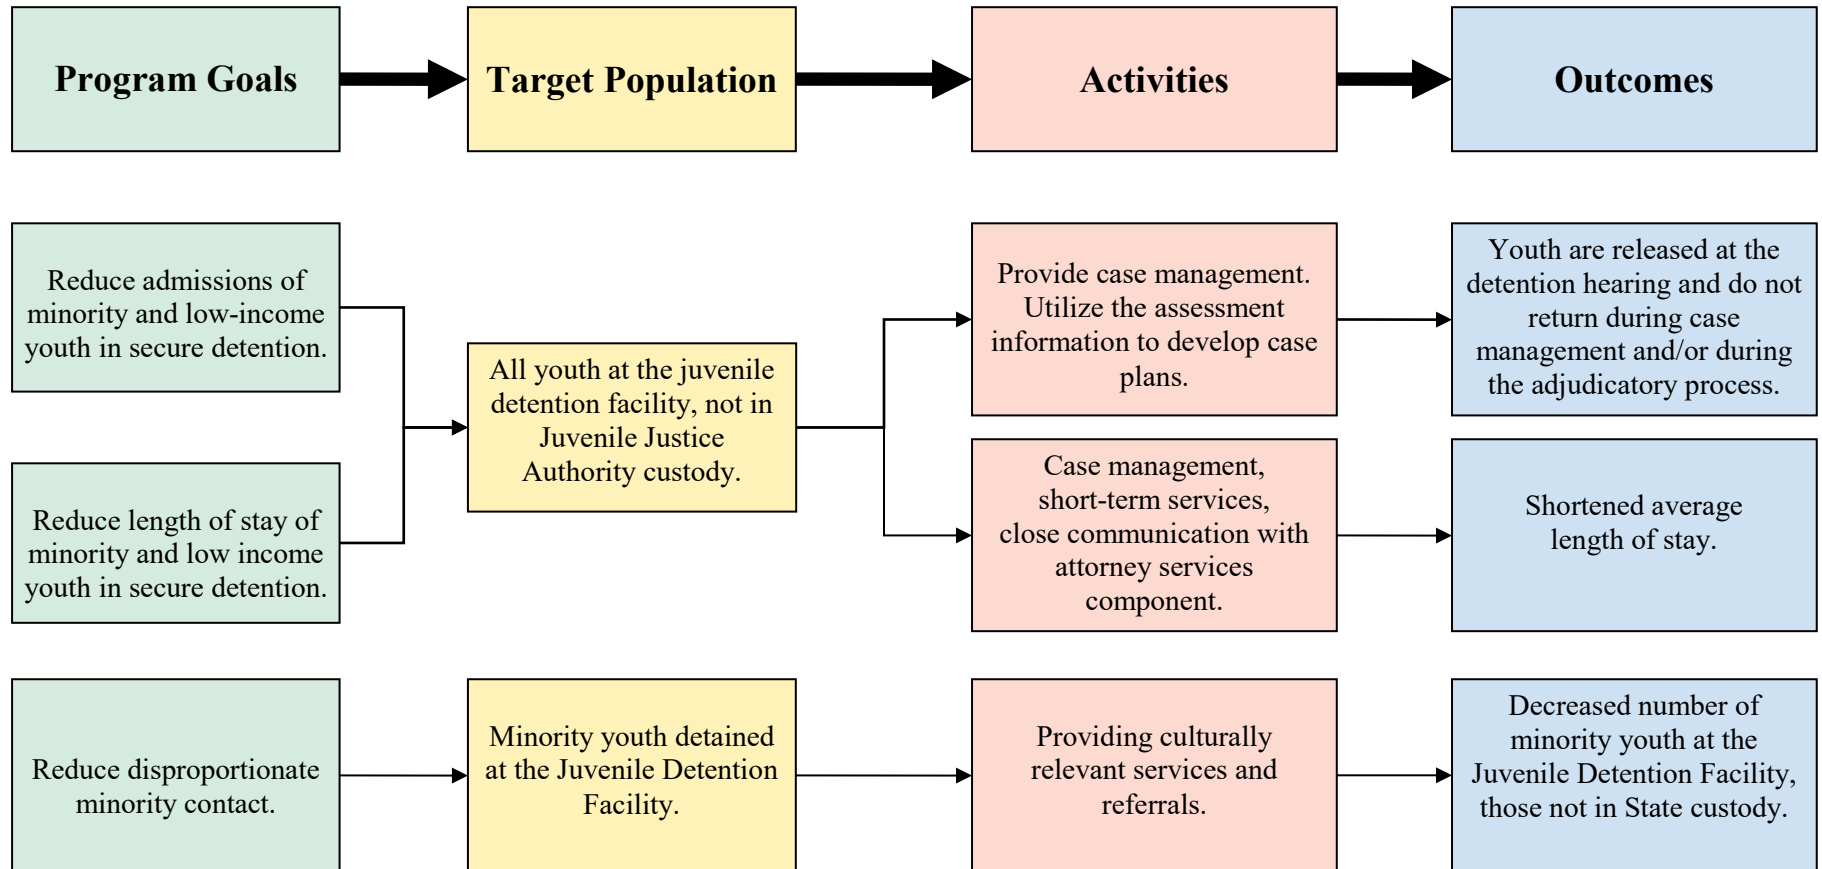 Program Goals
Target Population
Activities
Outcomes
Reduce admissions of
minority and low-income
youth in secure detention.
Reduce length of stay of
minority and low income
youth in secure detention.
All youth at the juvenile
detention facility, not in
Juvenile Justice
Authority custody.
Provide case management.
Utilize the assessment
information to develop case
plans.
Youth are released at the
detention hearing and do not
return during case
management and/or during
the adjudicatory process.
Case management,
short-term services,
close communication with
attorney services
component.
Shortened average
length of stay.
Reduce disproportionate
minority contact.
Minority youth detained
at the Juvenile Detention
Facility.
Providing culturally
relevant services and
referrals.
Decreased number of
minority youth at the
Juvenile Detention Facility,
those not in State custody.